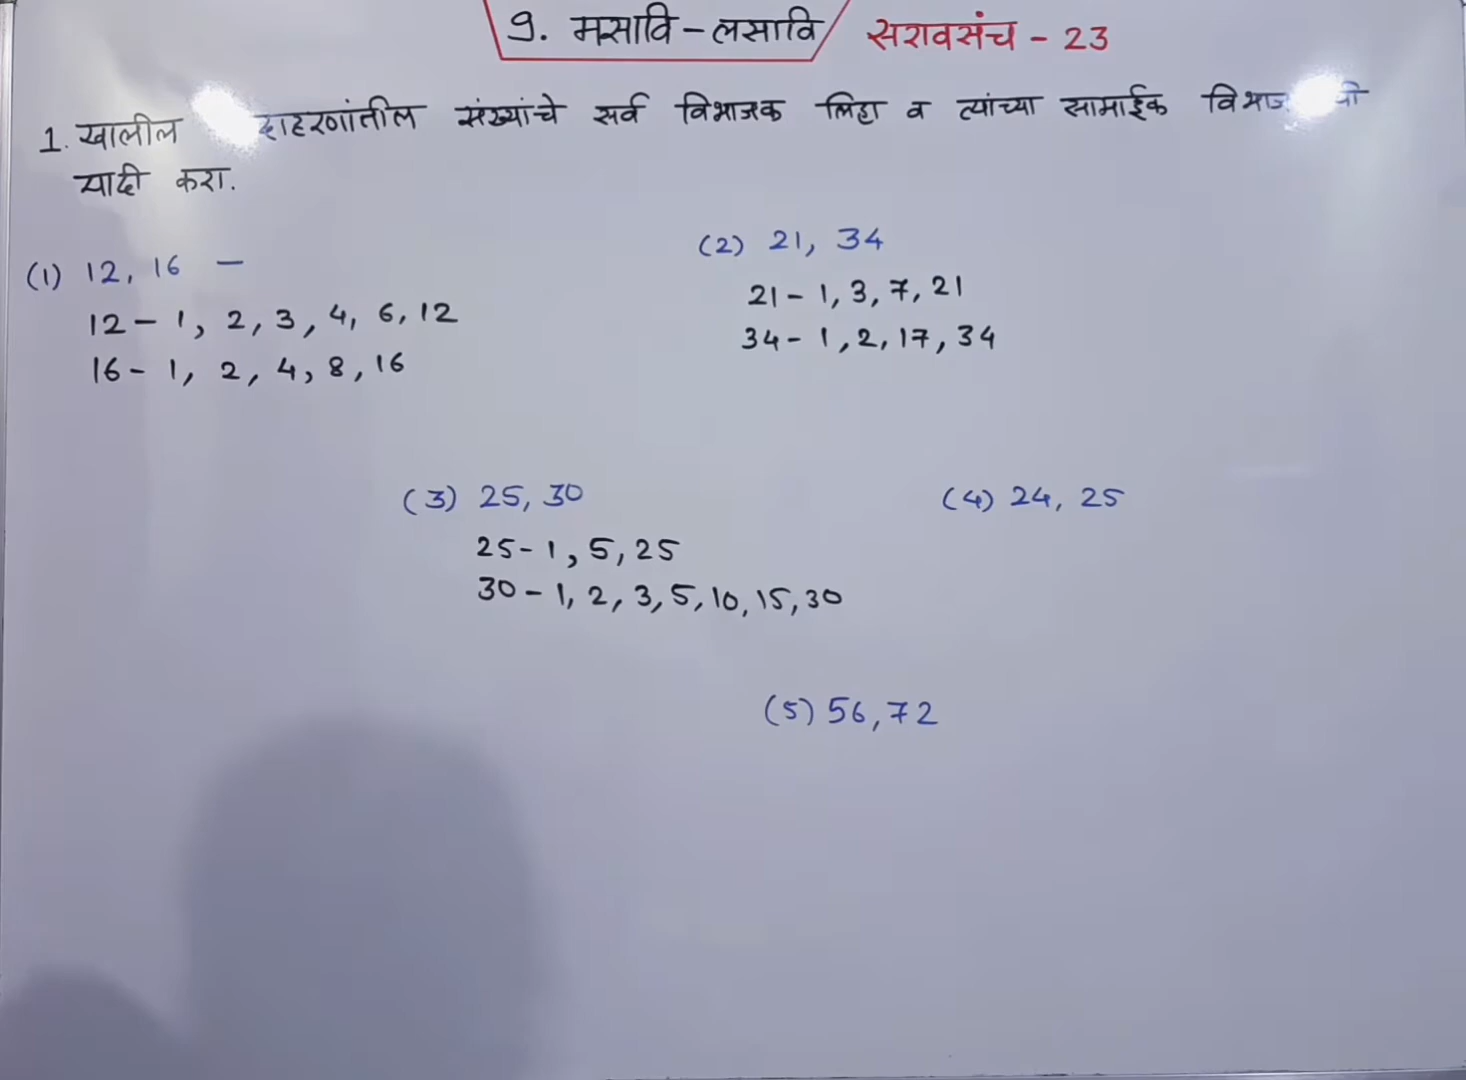 9. मसावि - लसावि सरावसंच - 23
1. खालील दाहरणांतील संख्यांचे सर्व विभाजक लिहा व त्यांच्या सामाईक
यादी करा.
(1) 12, 16 -
12 - 1, 2, 3, 4, 6, 12
16 - 1, 2, 4, 8, 16
(2) 21, 34
21 - 1, 3, 7, 21
34 - 1, 2, 17, 34
(3) 25, 30
25 - 1, 5, 25
30 - 1, 2, 3, 5, 10, 15, 30
(4) 24, 25
(5) 56, 72